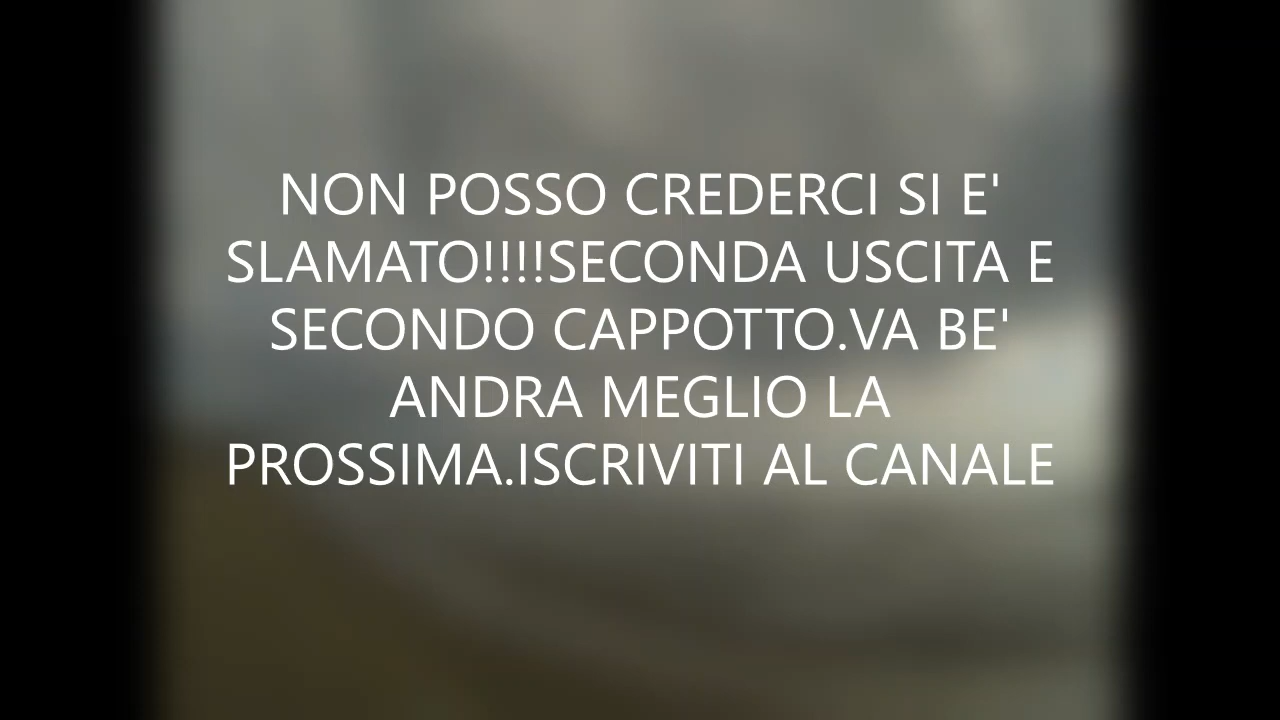 NON POSSO CREDERCI SI E'
SLAMATO!!!!SECONDA USCITA E
SECONDO CAPPOTTO.VA BE'
ANDRA MEGLIO LA
PROSSIMA.ISCRIVITI AL CANALE